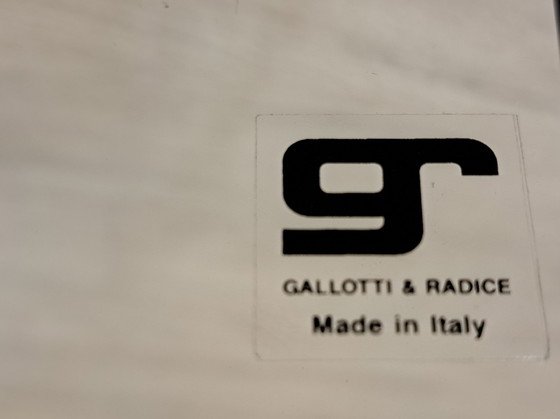 gr
GALLOTTI & RADICE
Made in Italy